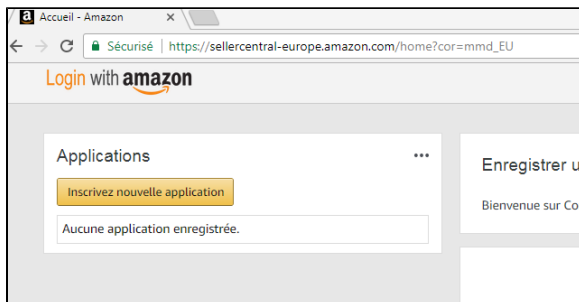 Accueil - Amazon
Sécurisé | https://sellercentral-europe.amazon.com/home?cor=mmd_EU
Login with amazon
Applications
Inscrivez nouvelle application
Aucune application enregistrée.
Enregistrer u
Bienvenue sur Co